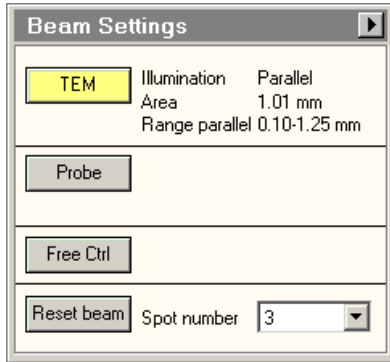 Beam Settings
TEM Illumination Parallel
Area 1.01 mm
Range parallel 0.10-1.25 mm
Probe
Free Ctrl
Reset beam Spot number 3